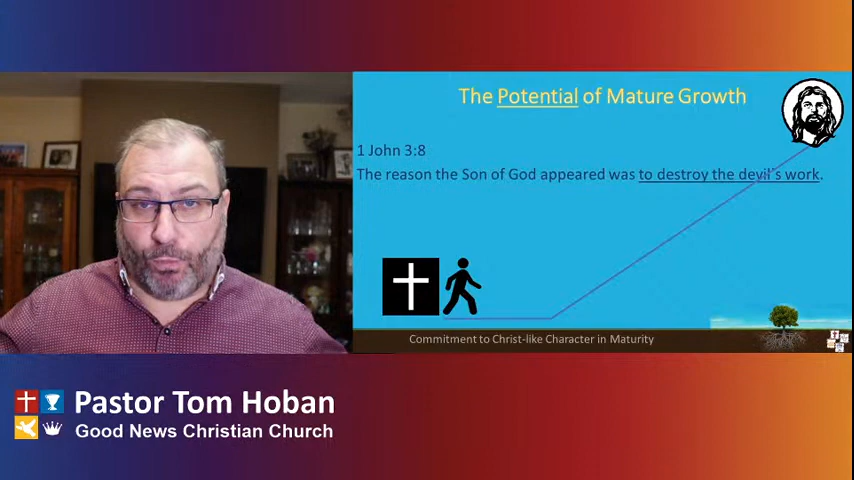 The Potential of Mature Growth
1 John 3:8
The reason the Son of God appeared was to destroy the devil's work.
Commitment to Christ-like Character in Maturity
Pastor Tom Hoban
Good News Christian Church